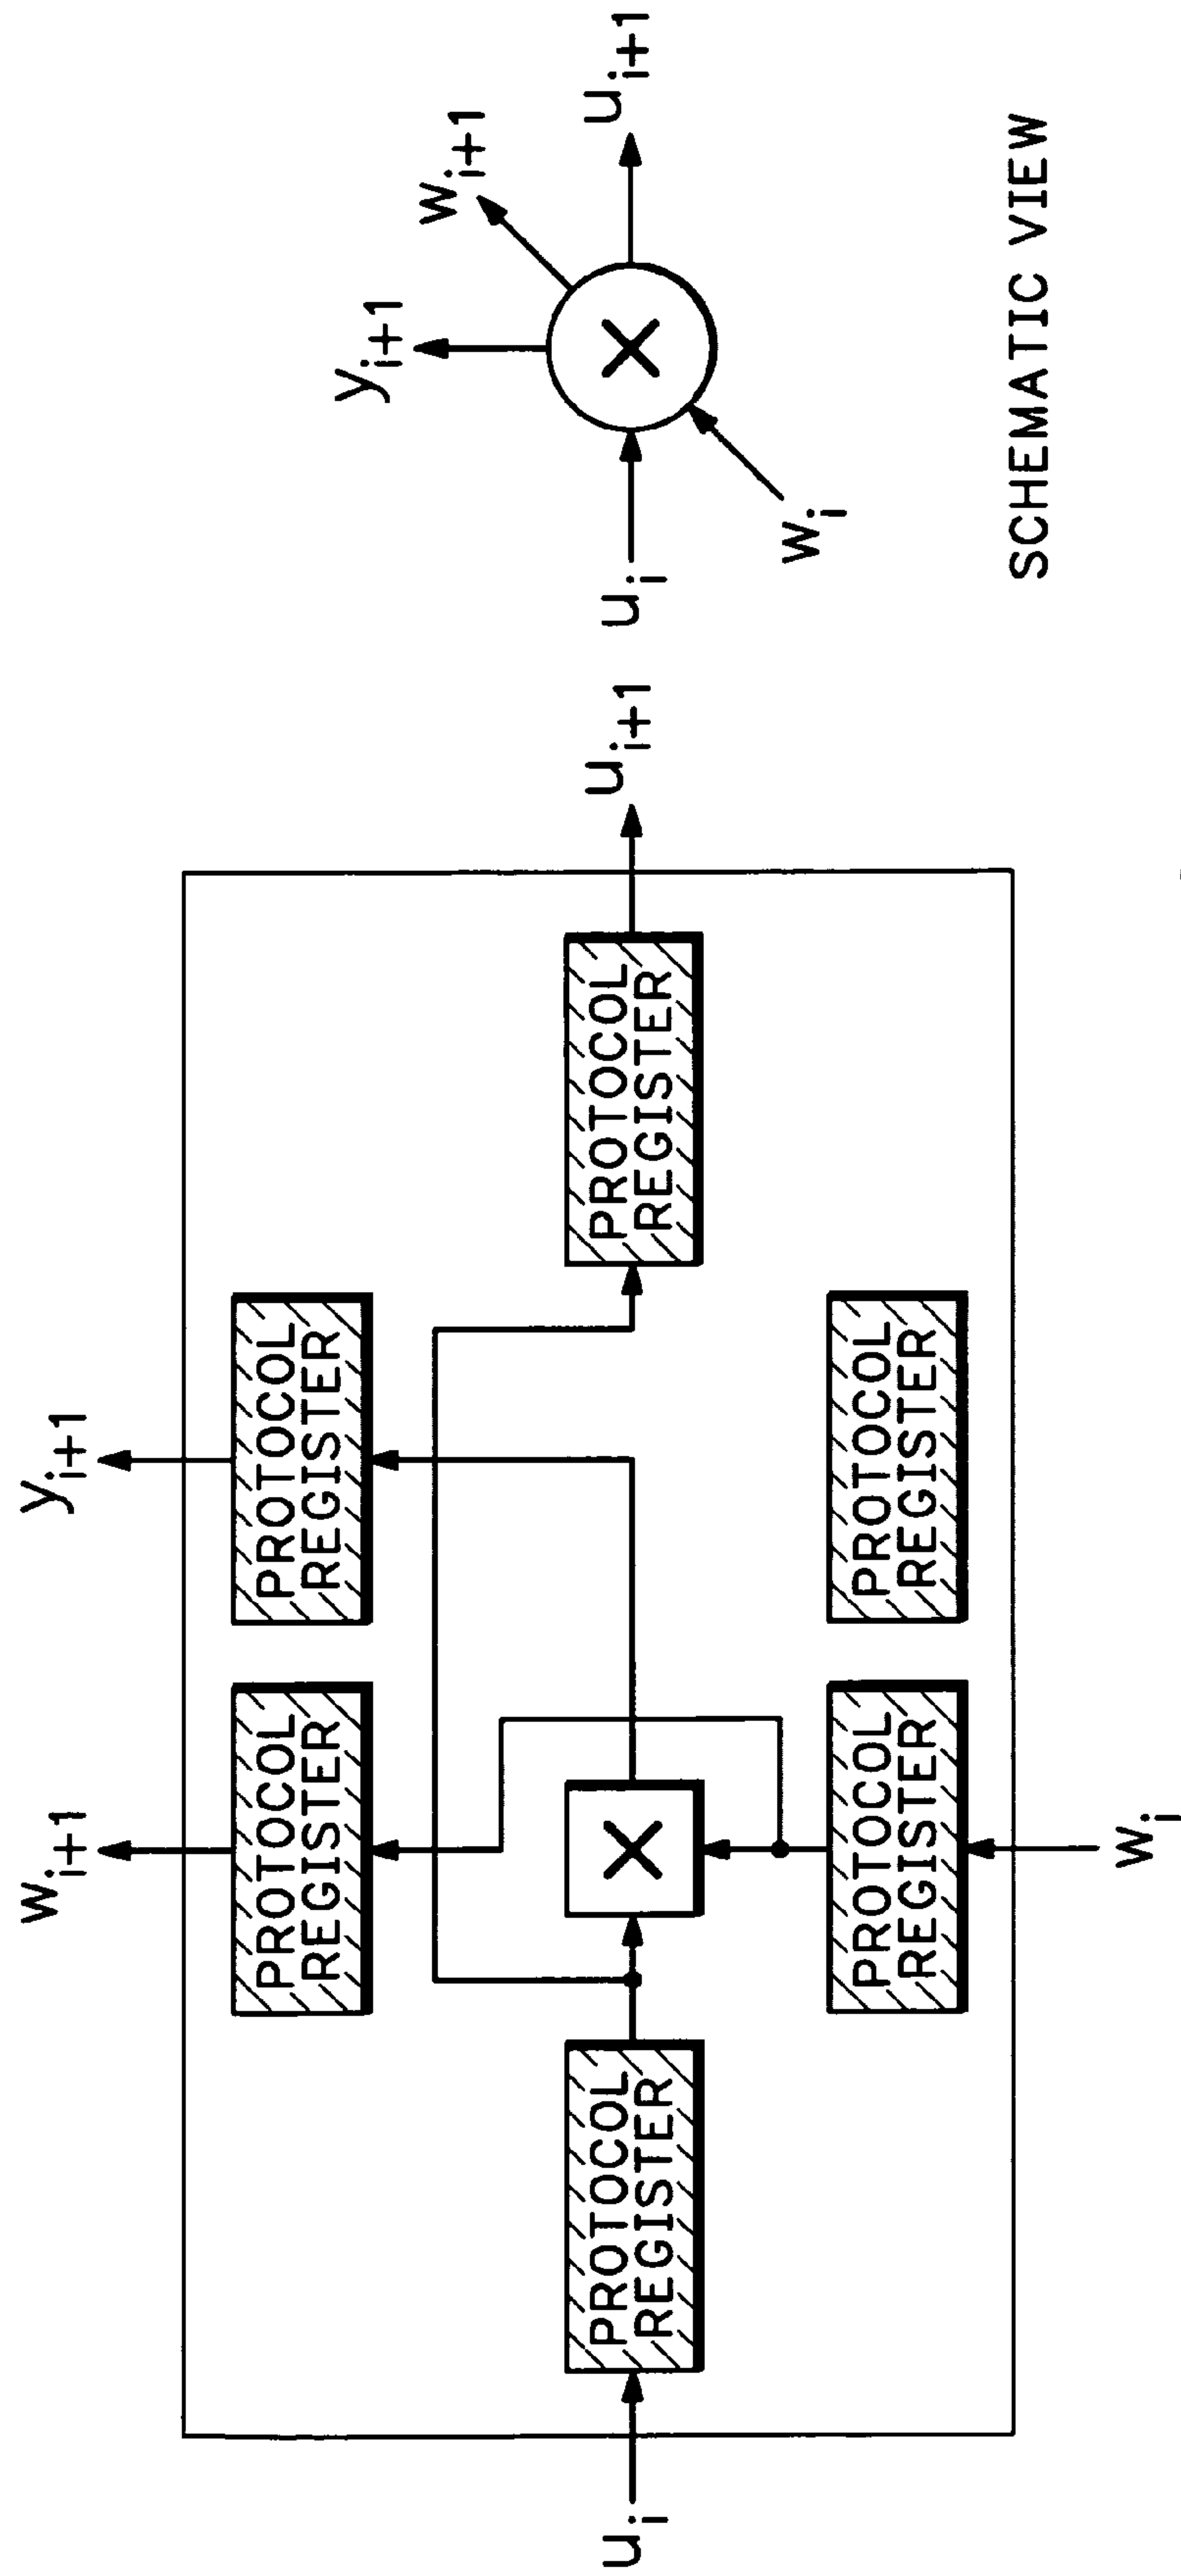 w_{i+1}
y_{i+1}
PROTOCOL
REGISTER
PROTOCOL
REGISTER
u_i
PROTOCOL
REGISTER
×
PROTOCOL
REGISTER
u_{i+1}
PROTOCOL
REGISTER
PROTOCOL
REGISTER
w_i
y_{i+1}
w_{i+1}
u_i
×
u_{i+1}
w_i
SCHEMATIC VIEW